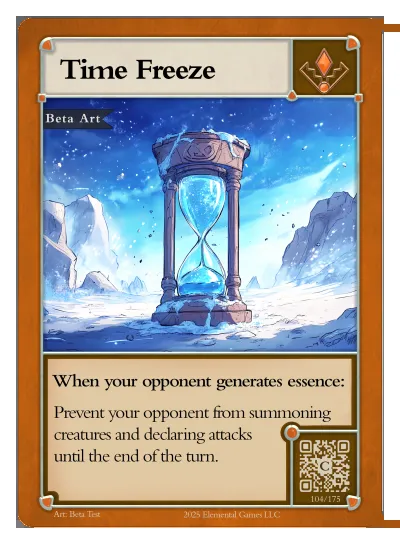 Time Freeze
Beta Art
When your opponent generates essence:
Prevent your opponent from summoning
creatures and declaring attacks
until the end of the turn.
C
104/175
Art: Beta Test
2025 Elemental Games LLC